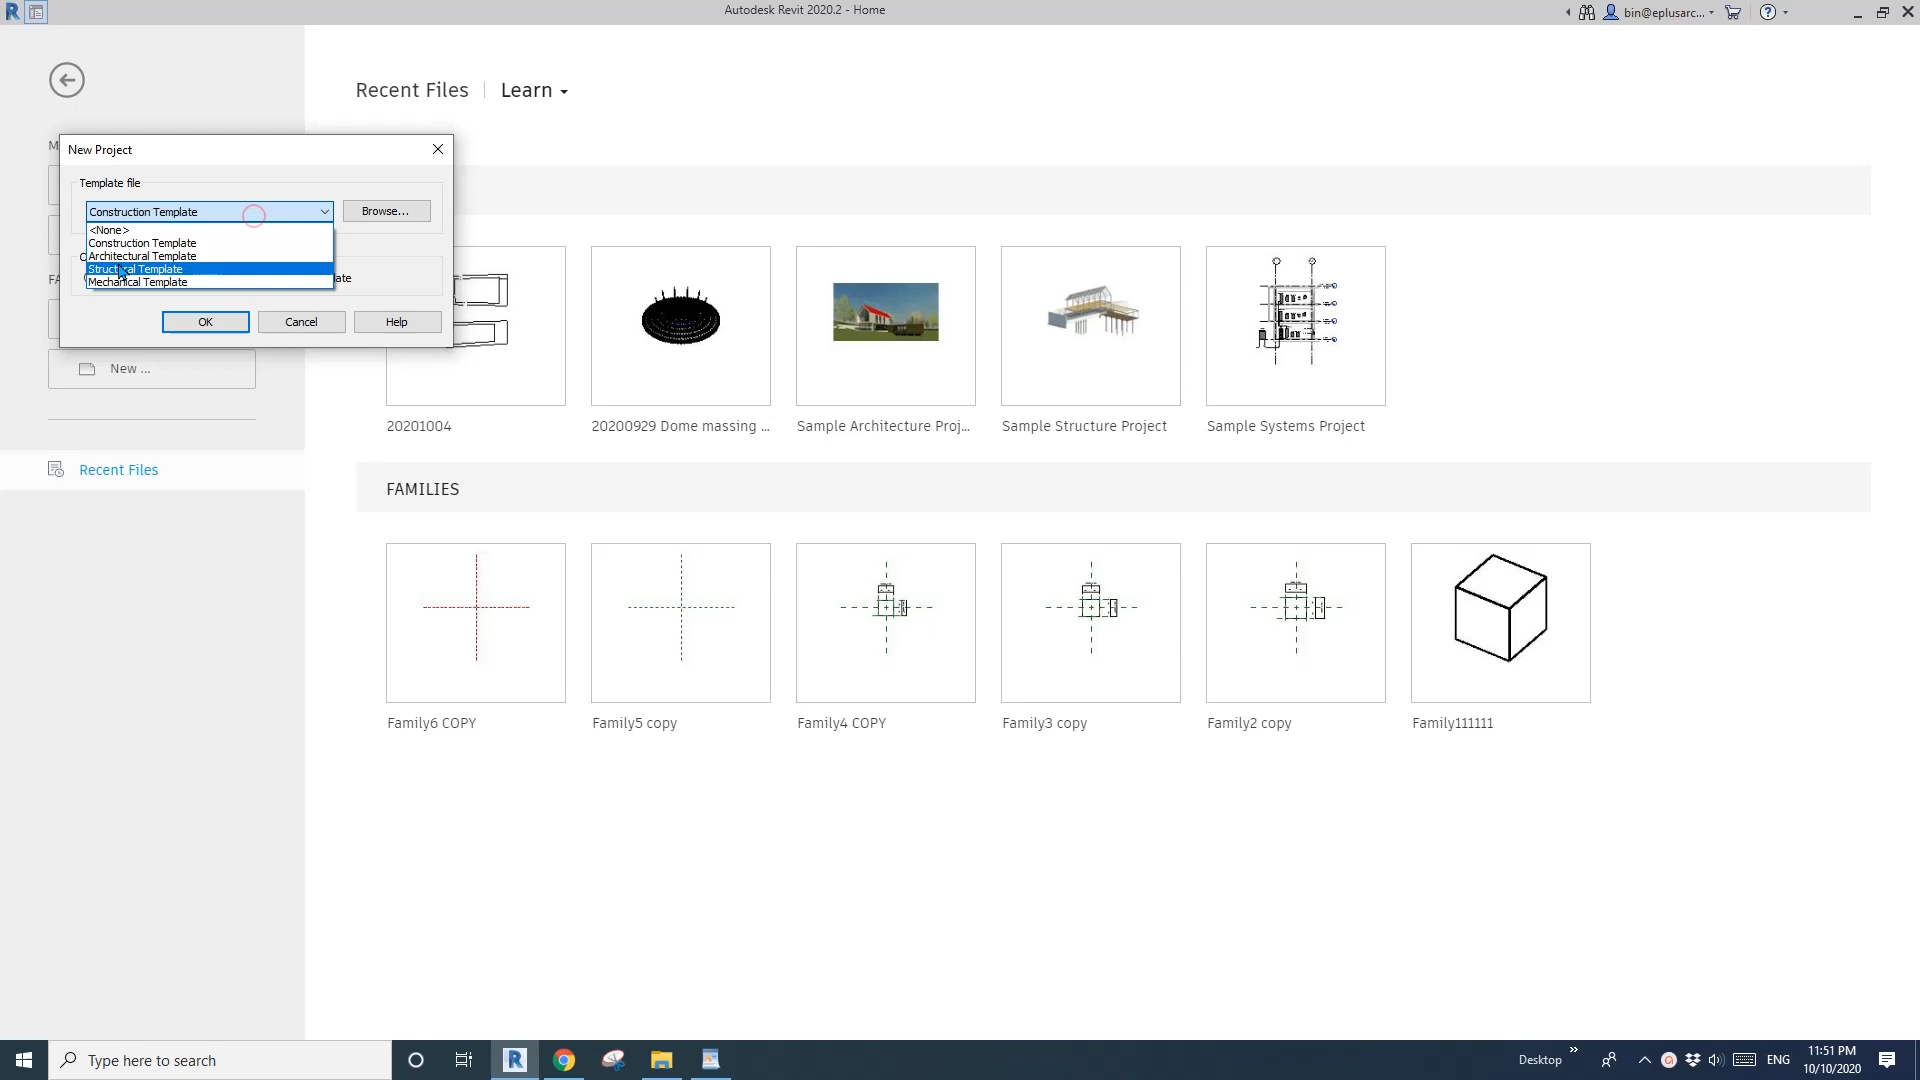 Autodesk Revit 2020.2 - Home
bin@eplusarc...
Recent Files
Learn
New Project
Template file
Construction Template
Browse...
<None>
Construction Template
Architectural Template
Structural Template
Mechanical Template
OK
Cancel
Help
New ...
Recent Files
20201004
20200929 Dome massing ...
Sample Architecture Proj...
Sample Structure Project
Sample Systems Project
FAMILIES
Family6 COPY
Family5 copy
Family4 COPY
Family3 copy
Family2 copy
Family111111
Type here to search
Desktop
ENG
11:51 PM
10/10/2020